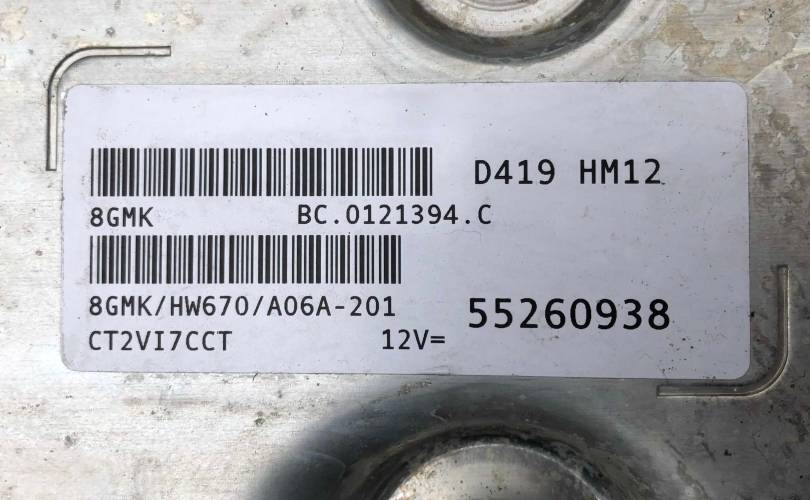 D419 HM12
8GMK BC.0121394.C
8GMK/HW670/A06A-201
55260938
CT2VI7CCT 12V=